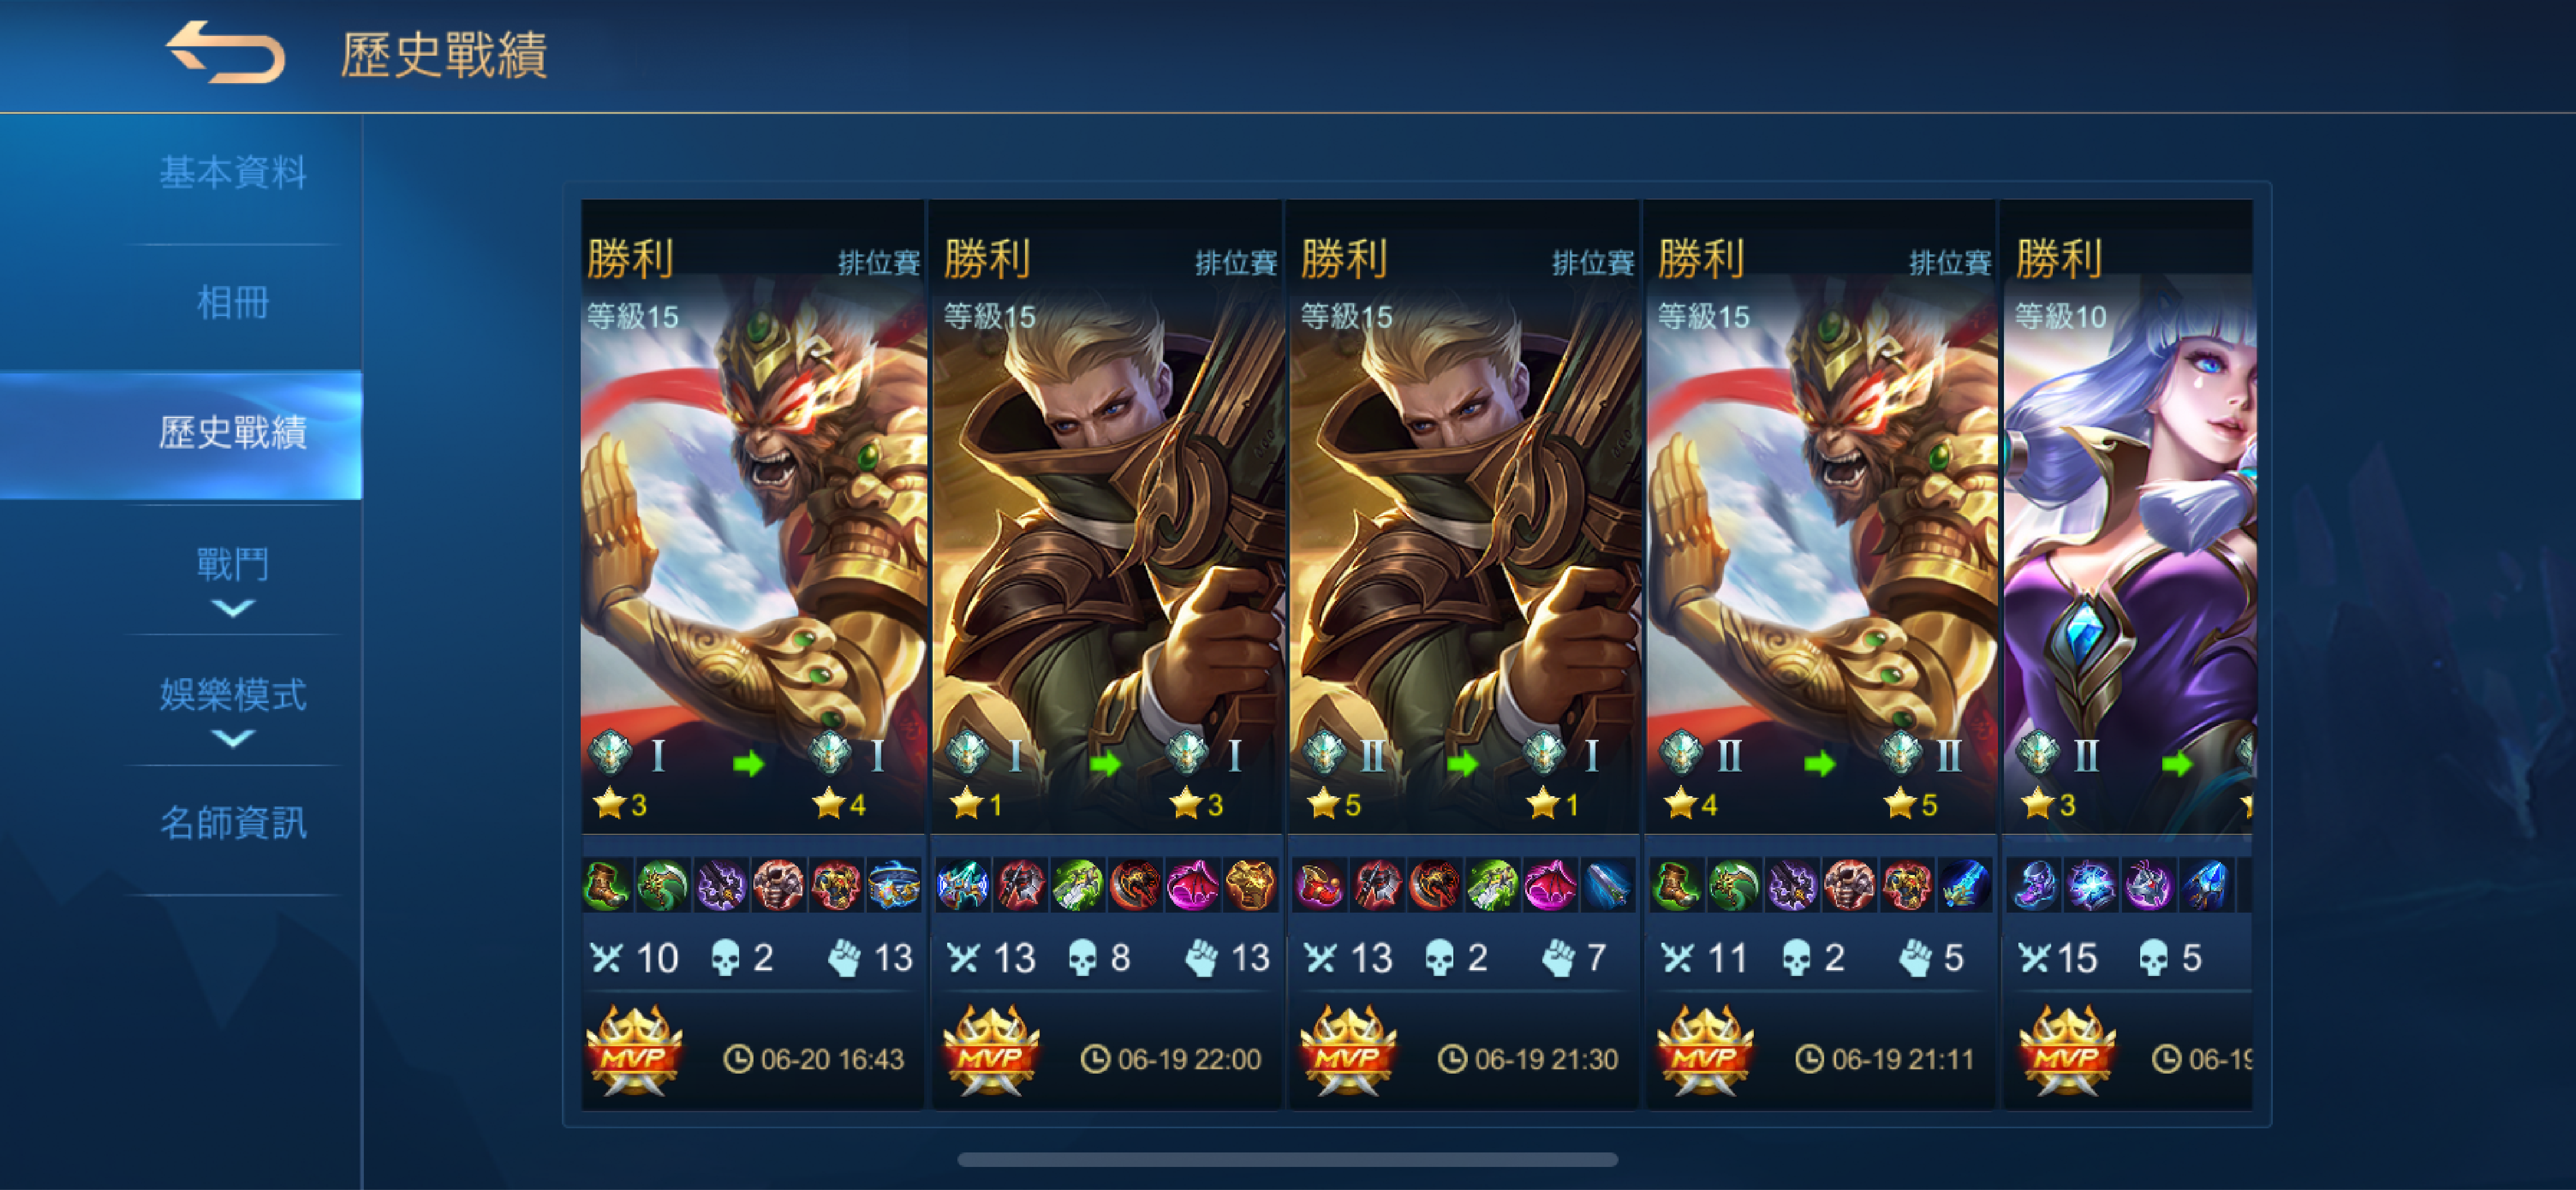 歷史戰績
基本資料
相冊
歷史戰績
戰鬥
娛樂模式
名師資訊
勝利 排位賽
等級15
I I
3 4
10 2 13
MVP 06-20 16:43
勝利 排位賽
等級15
I I
1 3
13 8 13
MVP 06-19 22:00
勝利 排位賽
等級15
II I
5 1
13 2 7
MVP 06-19 21:30
勝利 排位賽
等級15
II II
4 5
11 2 5
MVP 06-19 21:11
勝利
等級10
II
3
15 5
MVP 06-19